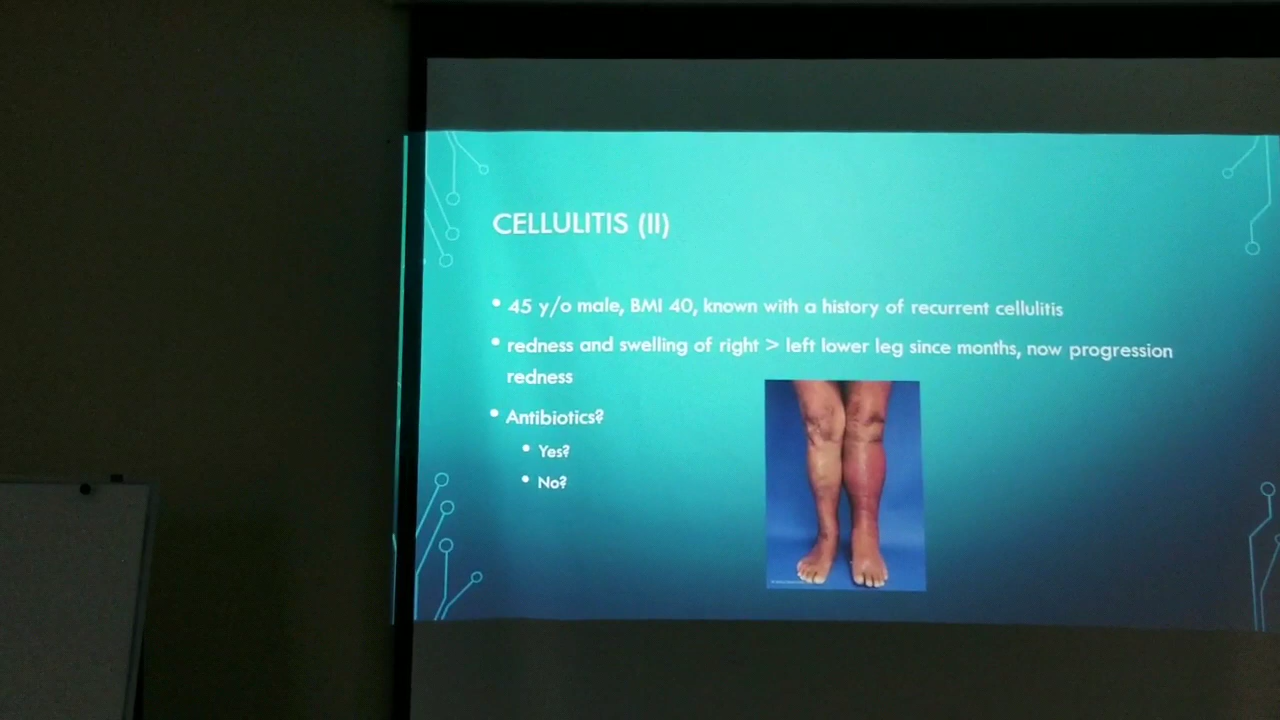 CELLULITIS (II)
• 45 y/o male, BMI 40, known with a history of recurrent cellulitis
• redness and swelling of right > left lower leg since months, now progression
redness
• Antibiotics?
• Yes?
• No?